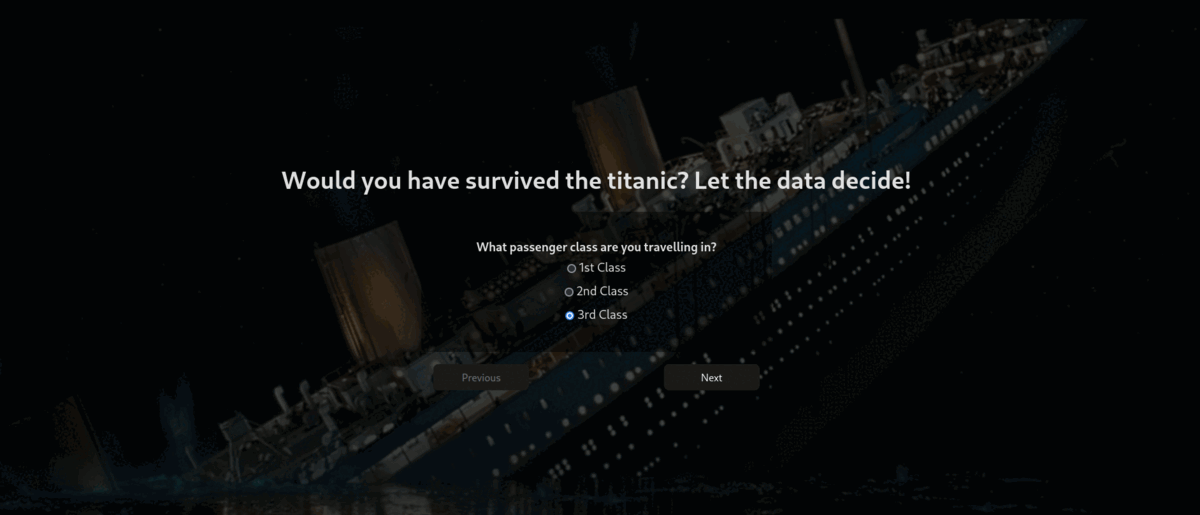 Would you have survived the titanic? Let the data decide!
What passenger class are you travelling in?
1st Class
2nd Class
3rd Class
Previous
Next